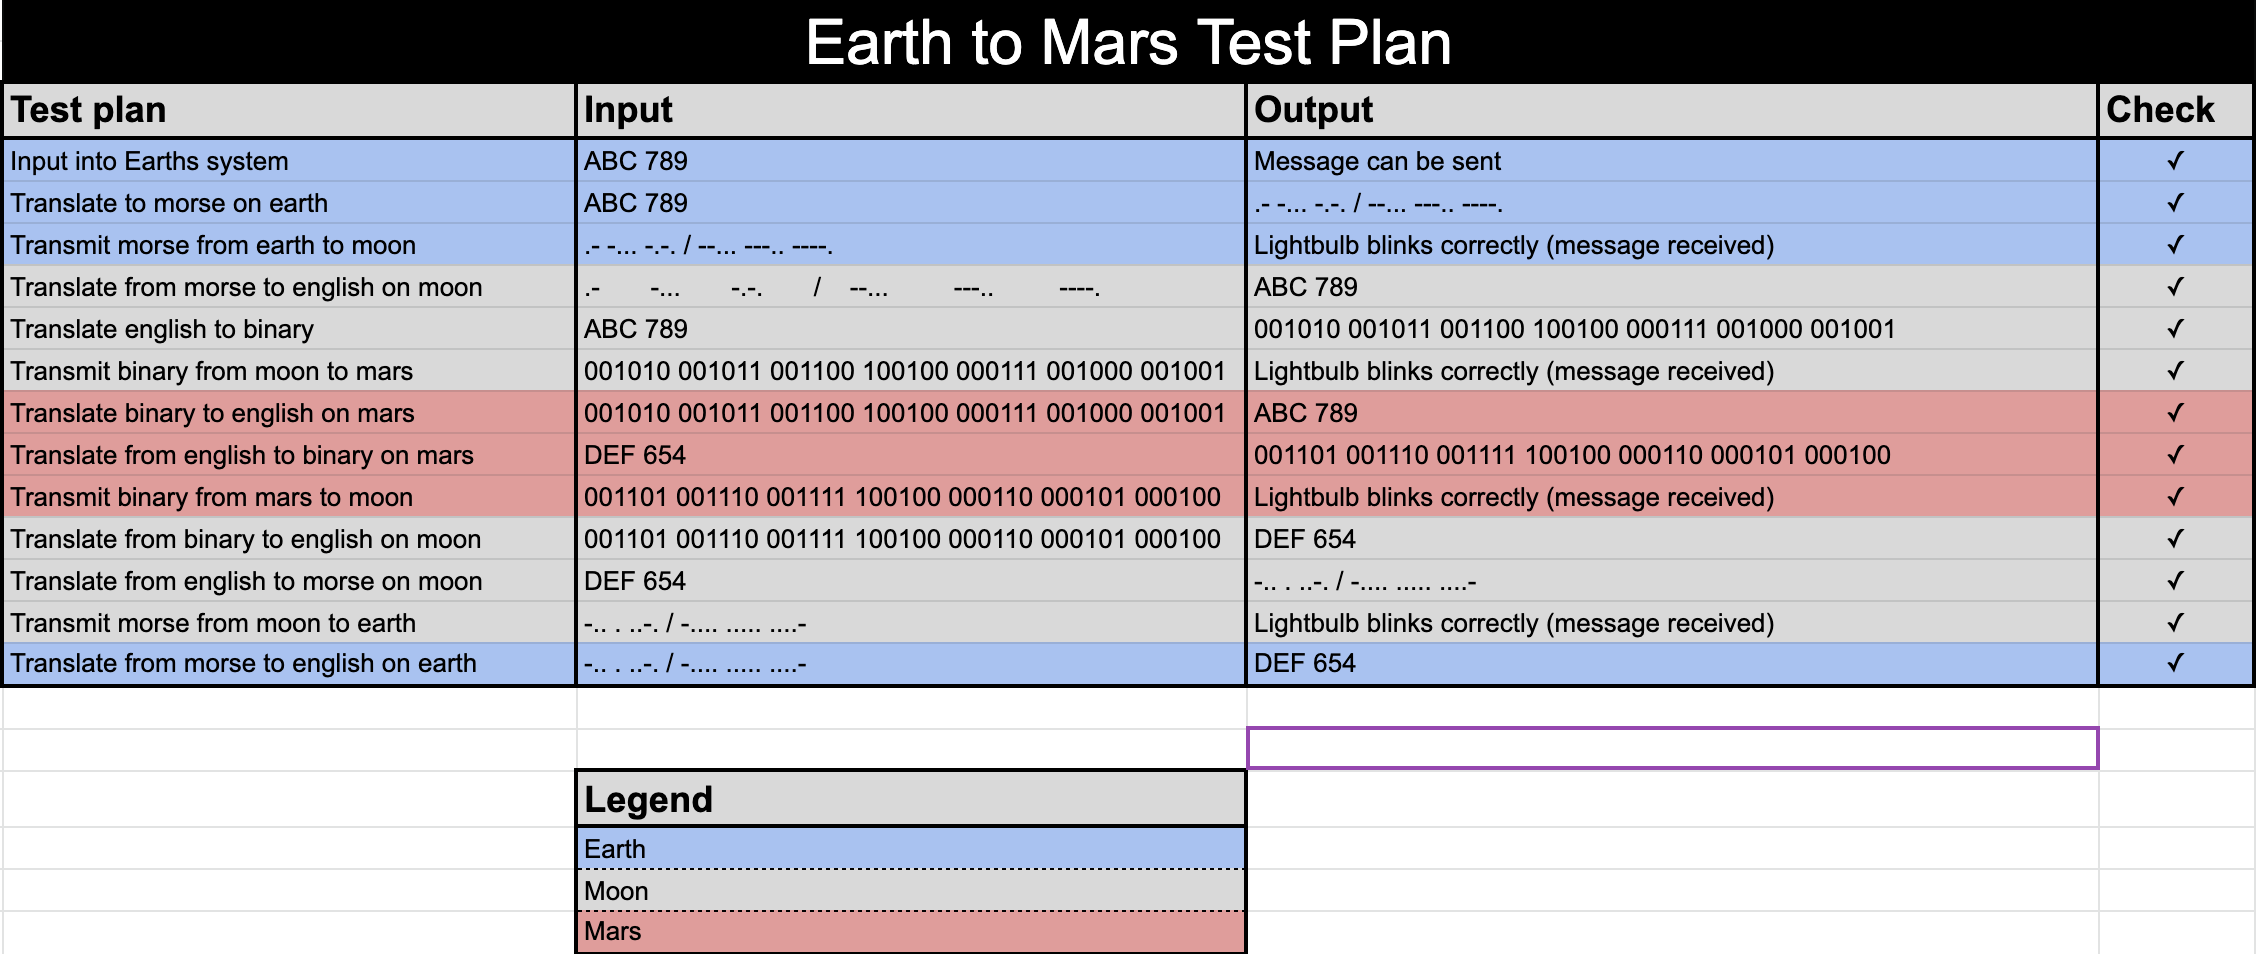 Earth to Mars Test Plan
Test plan Input Output Check
Input into Earths system ABC 789 Message can be sent ✓
Translate to morse on earth ABC 789 .- -... -.-. / --... ---.. ----. ✓
Transmit morse from earth to moon .- -... -.-. / --... ---.. ----. Lightbulb blinks correctly (message received) ✓
Translate from morse to english on moon .- -... -.-. / --... ---.. ----. ABC 789 ✓
Translate english to binary ABC 789 001010 001011 001100 100100 000111 001000 001001 ✓
Transmit binary from moon to mars 001010 001011 001100 100100 000111 001000 001001 Lightbulb blinks correctly (message received) ✓
Translate binary to english on mars 001010 001011 001100 100100 000111 001000 001001 ABC 789 ✓
Translate from english to binary on mars DEF 654 001101 001110 001111 100100 000110 000101 000100 ✓
Transmit binary from mars to moon 001101 001110 001111 100100 000110 000101 000100 Lightbulb blinks correctly (message received) ✓
Translate from binary to english on moon 001101 001110 001111 100100 000110 000101 000100 DEF 654 ✓
Translate from english to morse on moon DEF 654 -.. . ..-. / -.... ..... ....- ✓
Transmit morse from moon to earth -.. . ..-. / -.... ..... ....- Lightbulb blinks correctly (message received) ✓
Translate from morse to english on earth -.. . ..-. / -.... ..... ....- DEF 654 ✓
Legend
Earth
Moon
Mars